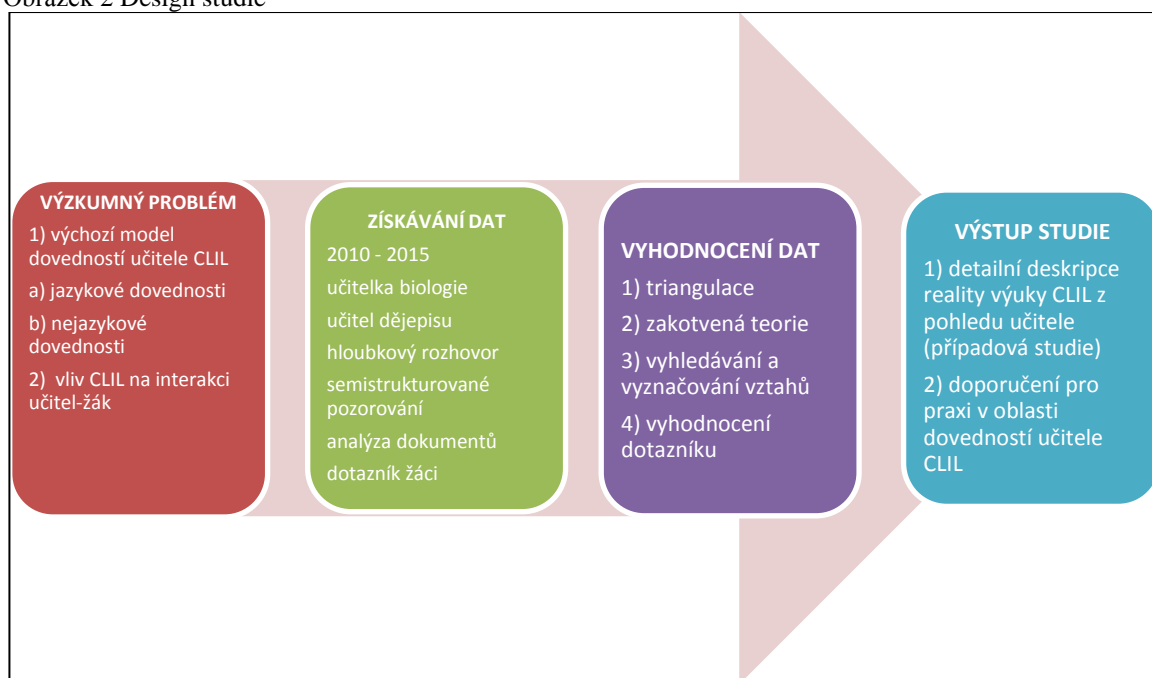 Obrázek 2 Design studie
VÝZKUMNÝ PROBLÉM
1) výchozí model
dovedností učitele CLIL
a) jazykové dovednosti
b) nejazykové
dovednosti
2) vliv CLIL na interakci
učitel-žák
ZÍSKÁVÁNÍ DAT
2010 - 2015
učitelka biologie
učitel dějepisu
hloubkový rozhovor
semistrukturované
pozorování
analýza dokumentů
dotazník žáci
VYHODNOCENÍ DAT
1) triangulace
2) zakotvená teorie
3) vyhledávání a
vyznačování vztahů
4) vyhodnocení
dotazníku
VÝSTUP STUDIE
1) detailní deskripce
reality výuky CLIL z
pohledu učitele
(případová studie)
2) doporučení pro
praxi v oblasti
dovedností učitele
CLIL